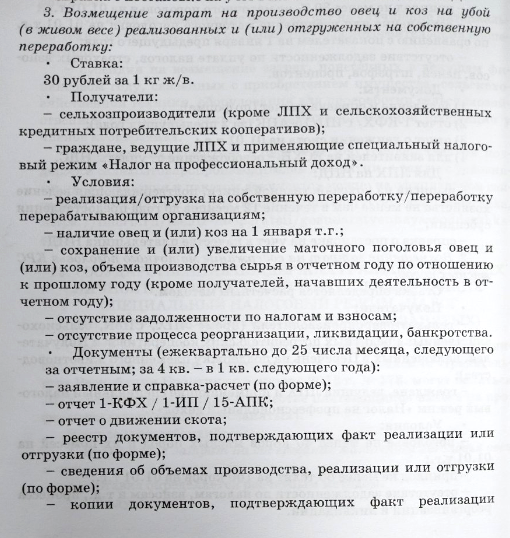 3. Возмещение затрат на производство овец и коз на убой
(в живом весе) реализованных и (или) отгруженных на собственную
переработку:
· Ставка:
30 рублей за 1 кг ж/в.
· Получатели:
– сельхозпроизводители (кроме ЛПХ и сельскохозяйственных
кредитных потребительских кооперативов);
– граждане, ведущие ЛПХ и применяющие специальный налого-
вый режим «Налог на профессиональный доход».
· Условия:
– реализация/отгрузка на собственную переработку/переработку
перерабатывающим организациям;
– наличие овец и (или) коз на 1 января т.г.;
– сохранение и (или) увеличение маточного поголовья овец и
(или) коз, объема производства сырья в отчетном году по отношению
к прошлому году (кроме получателей, начавших деятельность в от-
четном году);
– отсутствие задолженности по налогам и взносам;
– отсутствие процесса реорганизации, ликвидации, банкротства.
· Документы (ежеквартально до 25 числа месяца, следующего
за отчетным; за 4 кв. – в 1 кв. следующего года):
– заявление и справка-расчет (по форме);
– отчет 1-КФХ / 1-ИП / 15-АПК;
– отчет о движении скота;
– реестр документов, подтверждающих факт реализации или
отгрузки (по форме);
– сведения об объемах производства, реализации или отгрузки
(по форме);
– копии документов, подтверждающих факт реализации